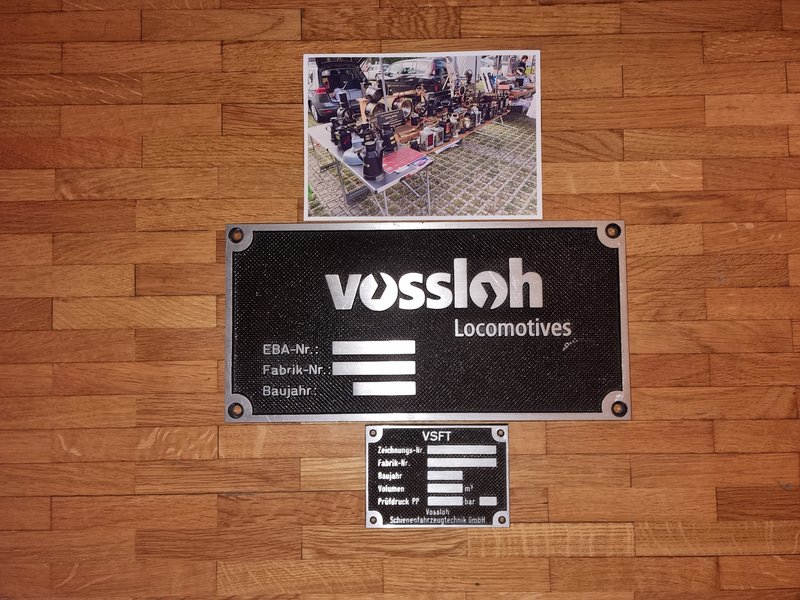 vossloh
Locomotives
EBA-Nr.:
Fabrik-Nr.:
Baujahr:
VSFT
Zeichnungs-Nr.
Fabrik-Nr.
Baujahr
Volumen m³
Prüfdruck PP bar
Vossloh
Schienenfahrzeugtechnik GmbH